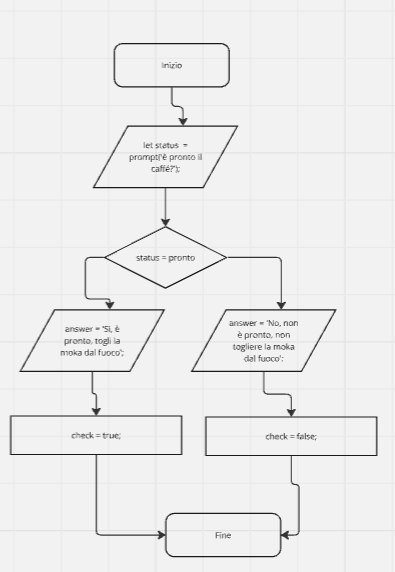 Inizio
let status =
prompt('è pronto il
caffé?');
status = pronto
answer = 'Sì, è
pronto, togli la
moka dal fuoco';
answer = 'No, non
è pronto, non
togliere la moka
dal fuoco';
check = true;
check = false;
Fine